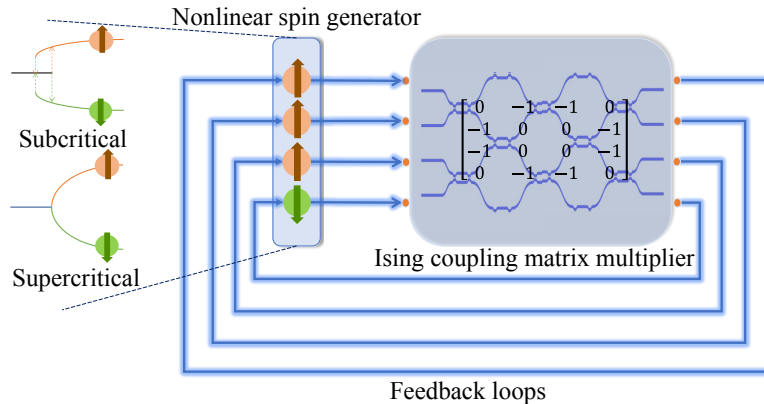 Nonlinear spin generator
Subcritical
Supercritical
0 −1 −1 0
−1 0 0 −1
−1 0 0 −1
0 −1 −1 0
Ising coupling matrix multiplier
Feedback loops